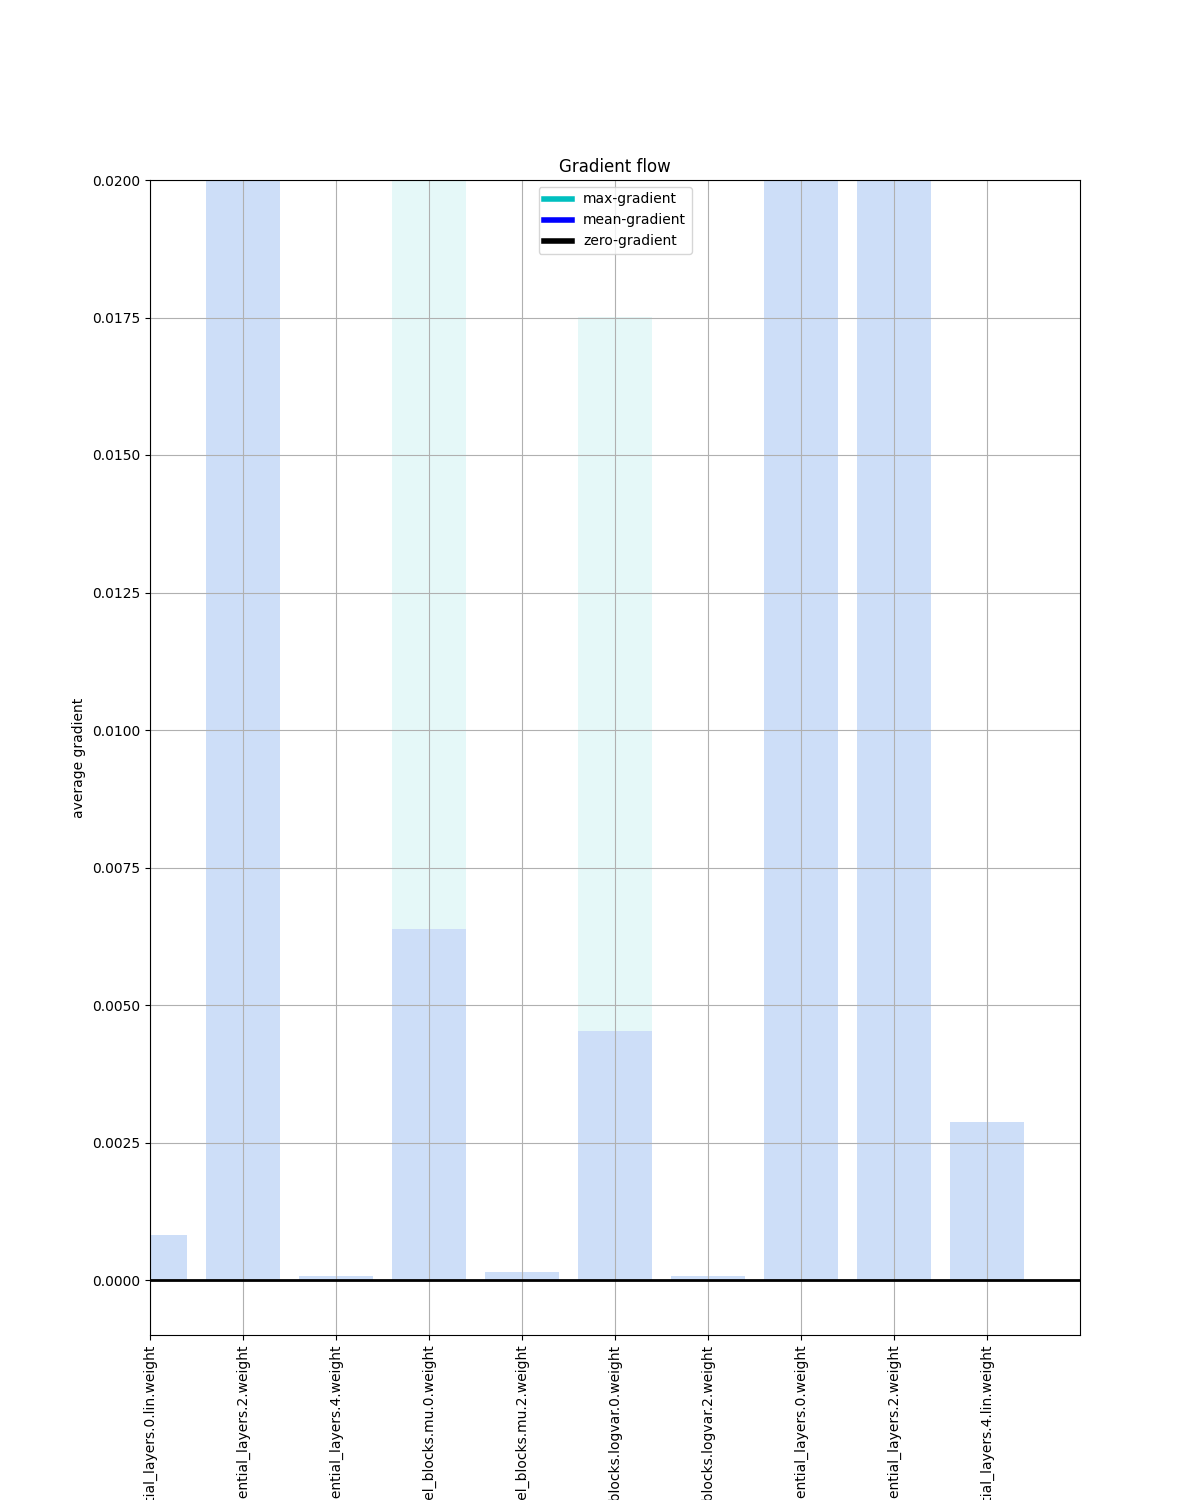 Gradient flow
max-gradient
mean-gradient
zero-gradient
0.0200
0.0175
0.0150
0.0125
0.0100
0.0075
0.0050
0.0025
0.0000
average gradient
tial_layers.0.lin.weight
ential_layers.2.weight
ential_layers.4.weight
el_blocks.mu.0.weight
el_blocks.mu.2.weight
blocks.logvar.0.weight
blocks.logvar.2.weight
ential_layers.0.weight
ential_layers.2.weight
tial_layers.4.lin.weight